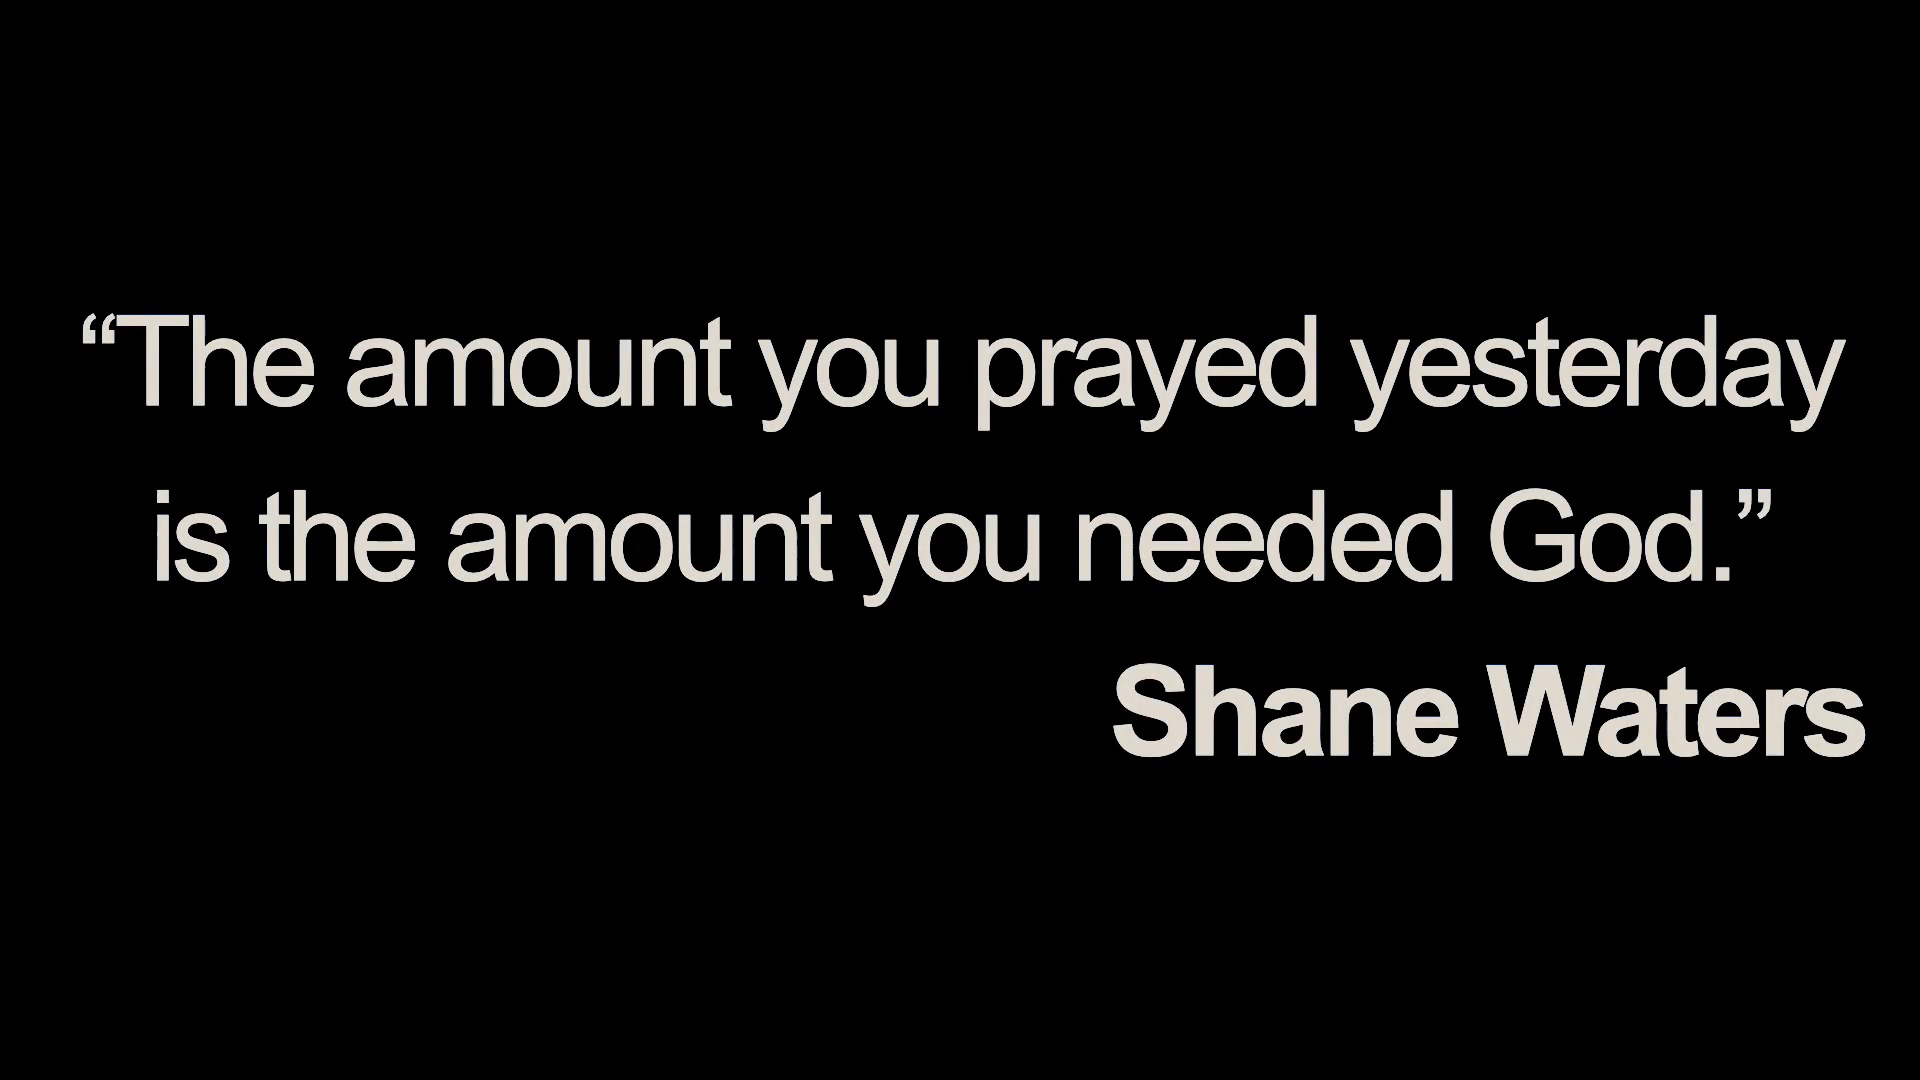 “The amount you prayed yesterday
is the amount you needed God.”
Shane Waters